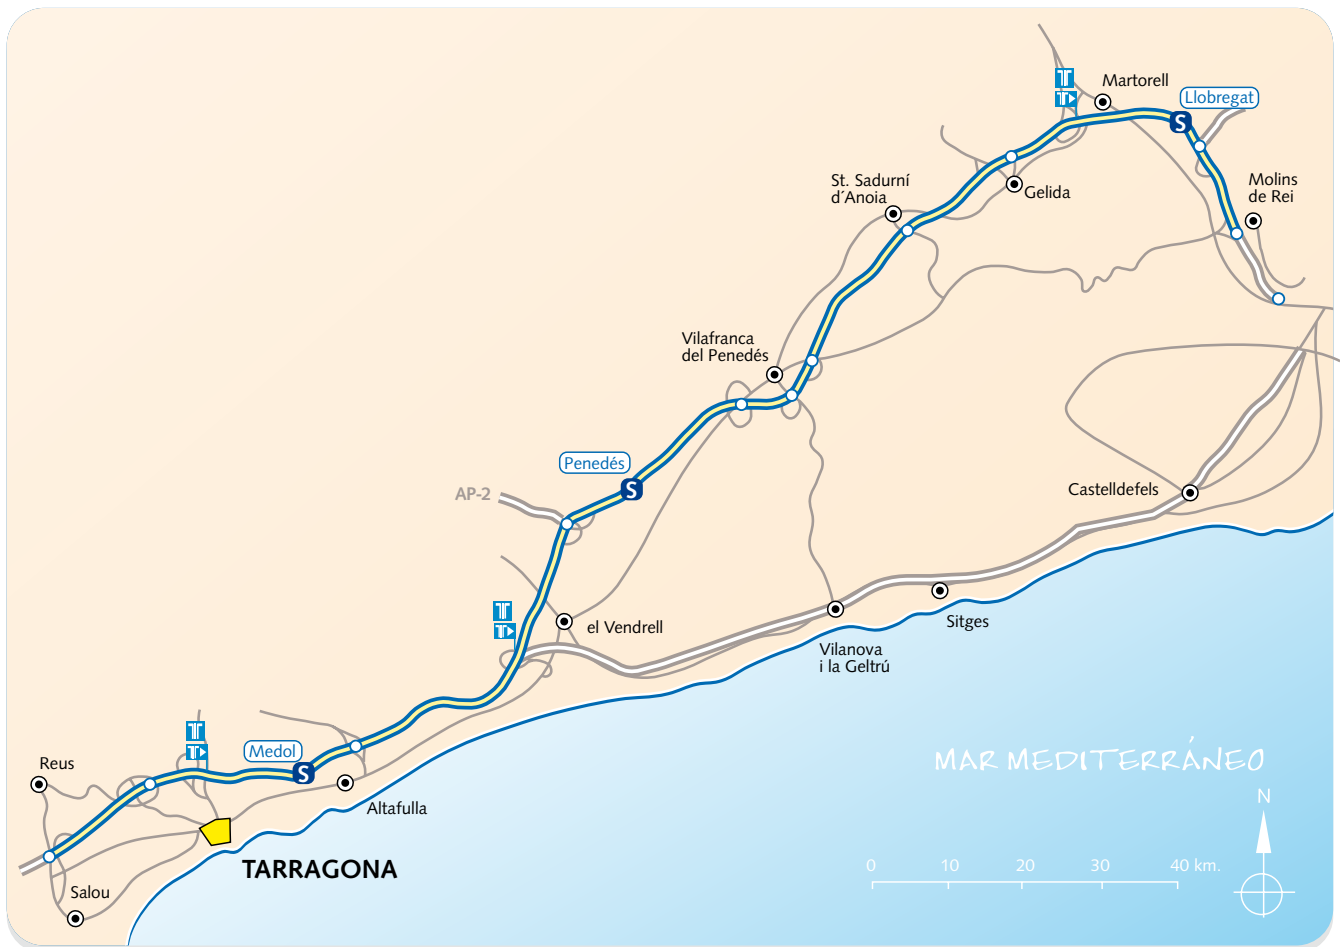 Martorell
Llobregat
S
St. Sadurní
d´Anoia
Gelida
Molins
de Rei
Vilafranca
del Penedés
Penedés
S
AP-2
Castelldefels
el Vendrell
Sitges
Vilanova
i la Geltrú
Medol
S
Reus
Altafulla
MAR MEDITERRÁNEO
N
TARRAGONA
0 10 20 30 40 km.
Salou